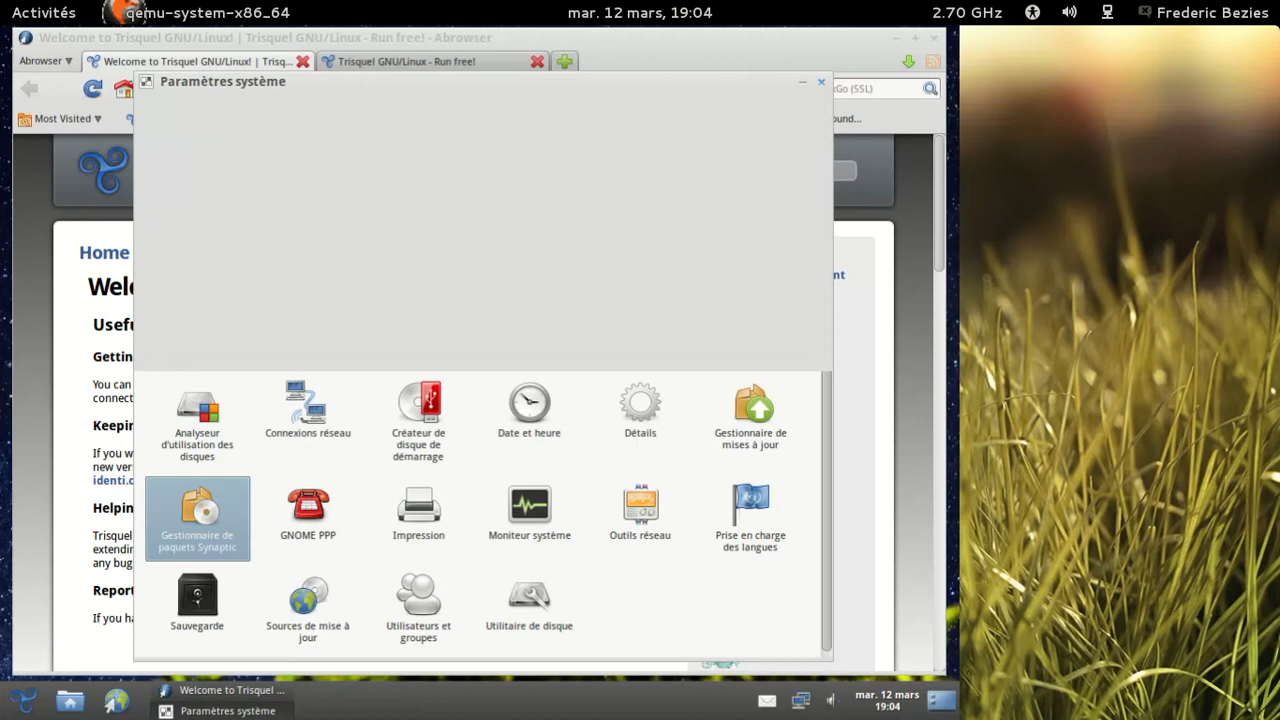 Activités
qemu-system-x86_64
mar. 12 mars, 19:04
2.70 GHz
Frederic Bezies
Welcome to Trisquel GNU/Linux! | Trisquel GNU/Linux - Run free! - Abrowser
Abrowser
Welcome to Trisquel GNU/Linux! | Trisq...
Trisquel GNU/Linux - Run free!
Paramètres système
Go (SSL)
Most Visited
ound...
Home
Welc
Usefu
Gettin
You can
connect
Keepin
If you w
new vers
identi.c
Helpin
Trisquel
extendin
any bug
Report
If you ha
nt
Analyseur
d'utilisation des
disques
Connexions réseau
Créateur de
disque de
démarrage
Date et heure
Détails
Gestionnaire de
mises à jour
Gestionnaire de
paquets Synaptic
GNOME PPP
Impression
Moniteur système
Outils réseau
Prise en charge
des langues
Sauvegarde
Sources de mise à
jour
Utilisateurs et
groupes
Utilitaire de disque
Welcome to Trisquel ...
Paramètres système
mar. 12 mars
19:04